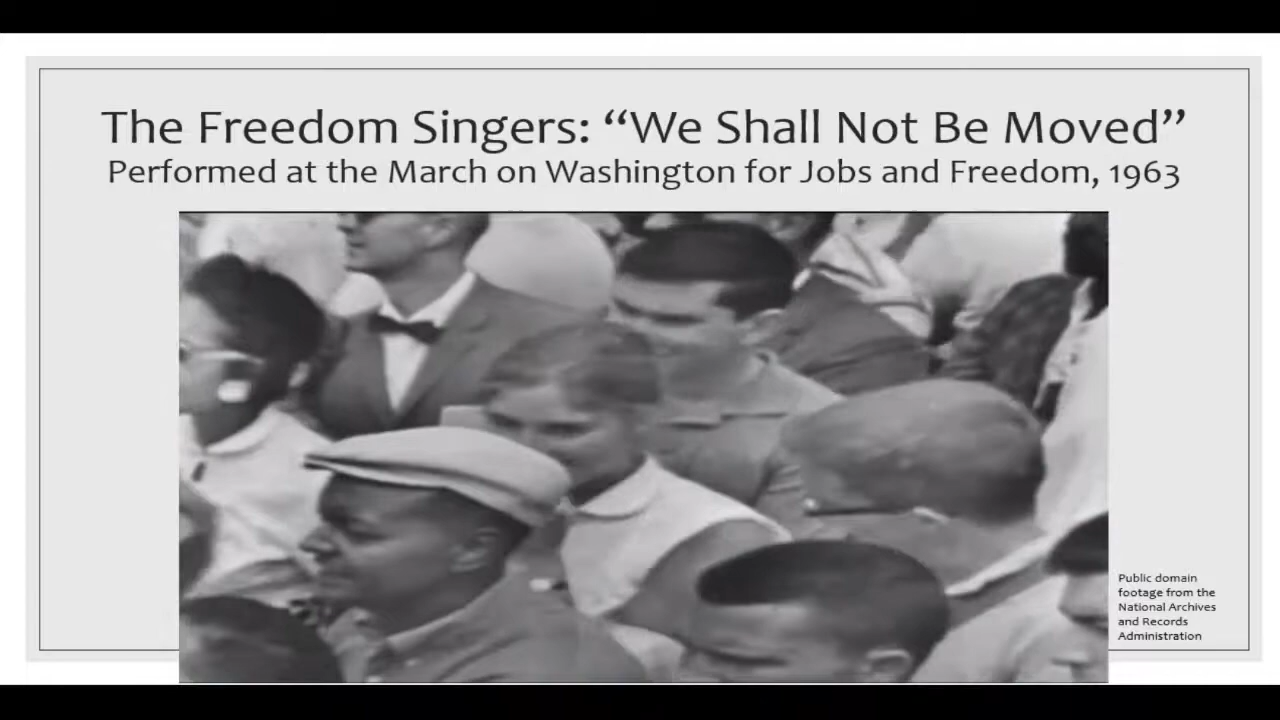 The Freedom Singers: “We Shall Not Be Moved”
Performed at the March on Washington for Jobs and Freedom, 1963
Public domain
footage from the
National Archives
and Records
Administration